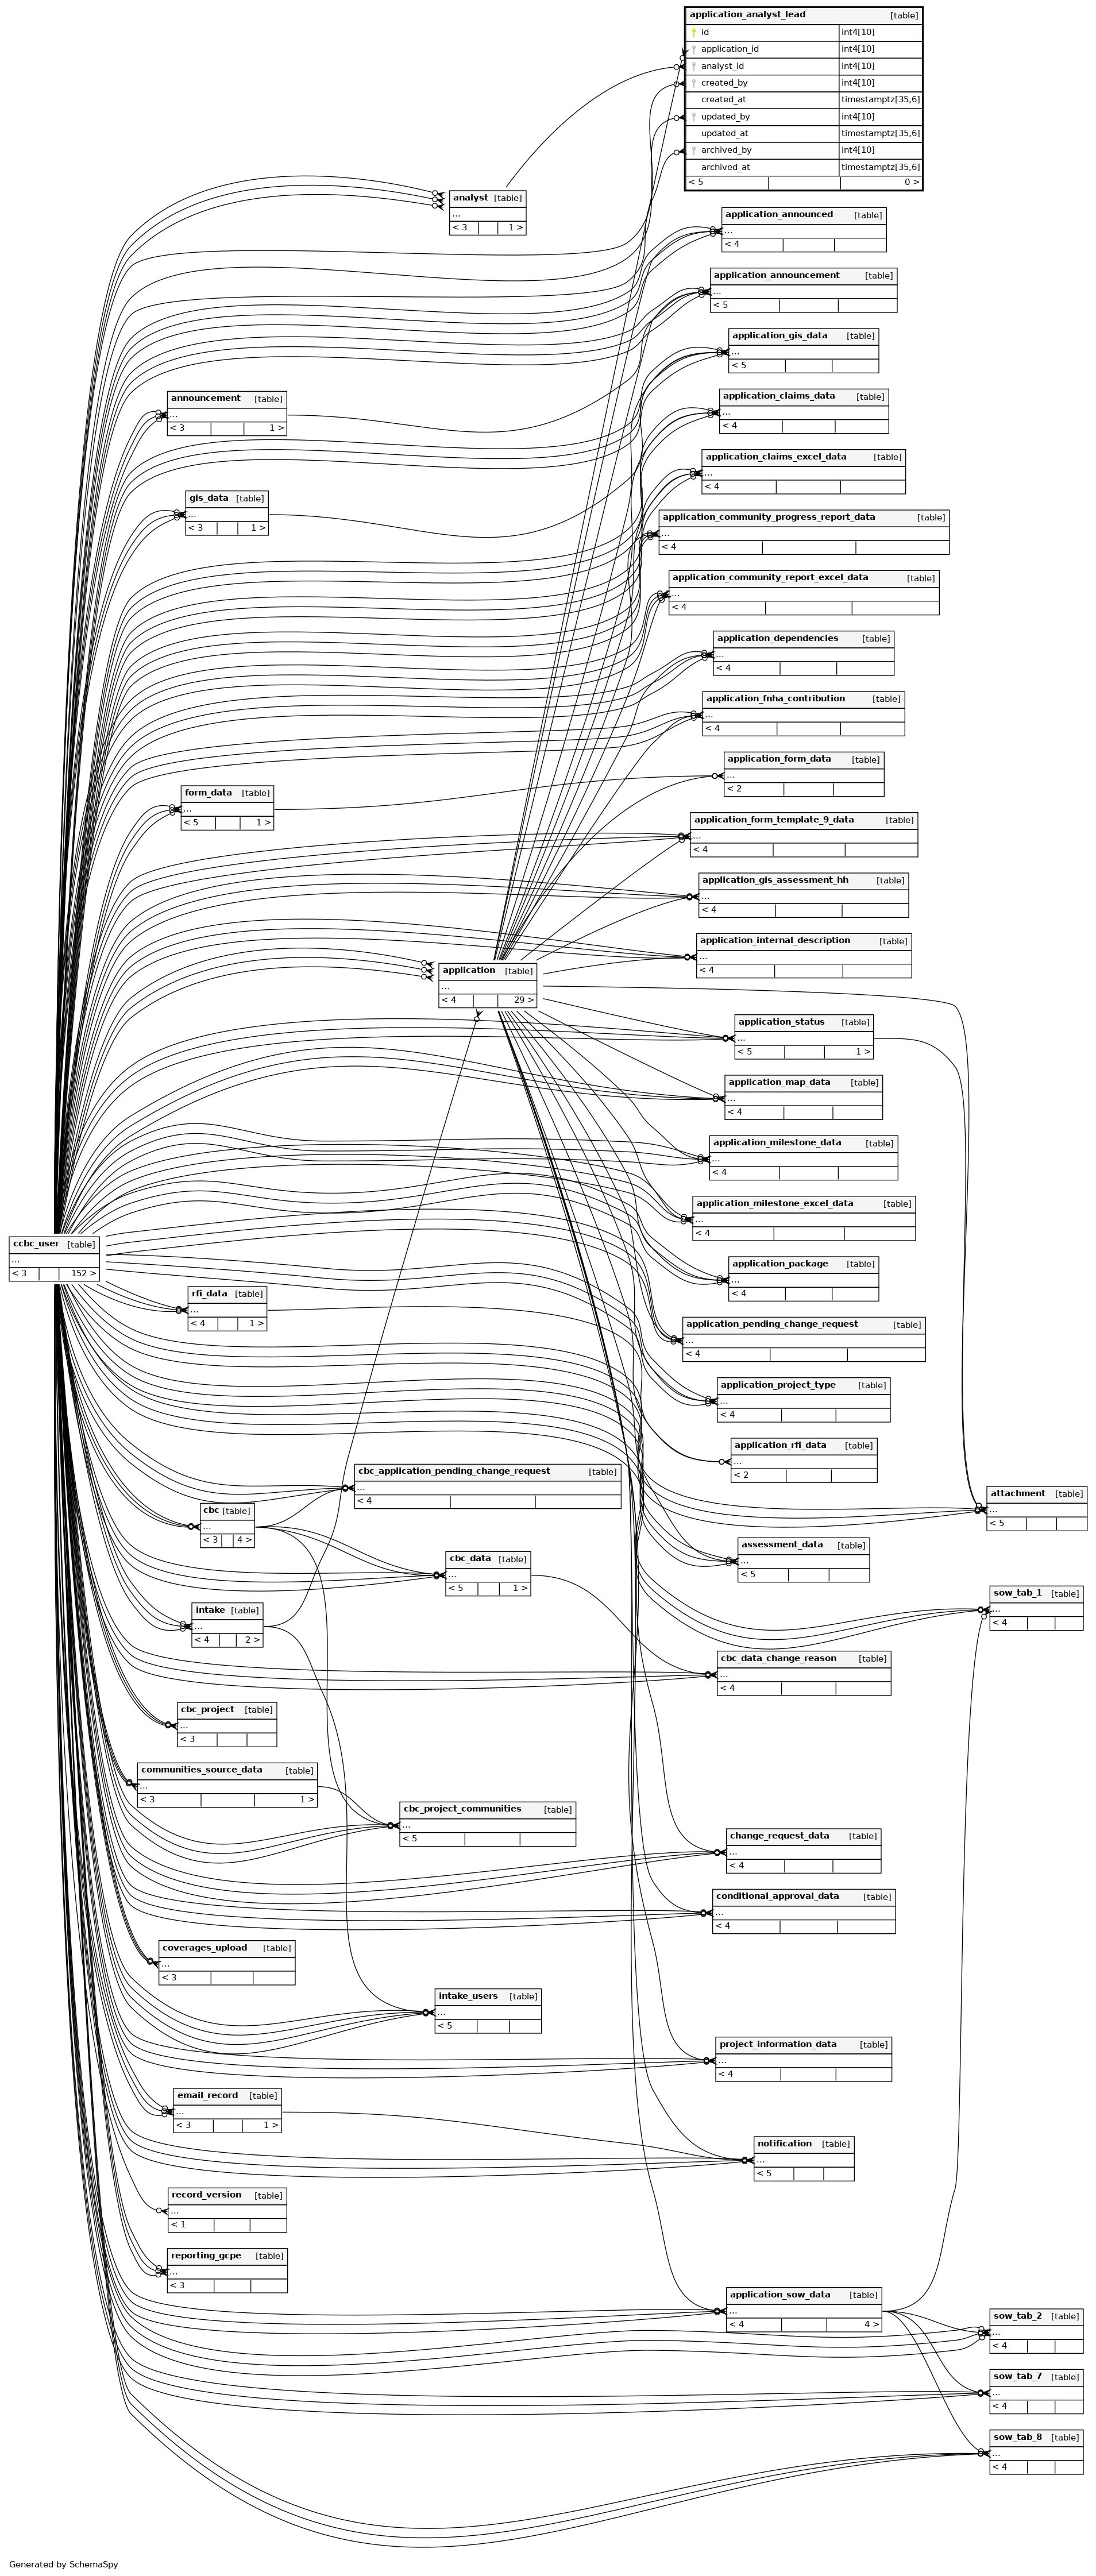 application_analyst_lead [table]
id int4[10]
application_id int4[10]
analyst_id int4[10]
created_by int4[10]
created_at timestamptz[35,6]
updated_by int4[10]
updated_at timestamptz[35,6]
archived_by int4[10]
archived_at timestamptz[35,6]
< 5 0 >
analyst [table]
...
< 3 1 >
application_announced [table]
...
< 4
application_announcement [table]
...
< 5
application_gis_data [table]
...
< 5
announcement [table]
...
< 3 1 >
application_claims_data [table]
...
< 4
application_claims_excel_data [table]
...
< 4
gis_data [table]
...
< 3 1 >
application_community_progress_report_data [table]
...
< 4
application_community_report_excel_data [table]
...
< 4
application_dependencies [table]
...
< 4
application_fnha_contribution [table]
...
< 4
application_form_data [table]
...
< 2
form_data [table]
...
< 5 1 >
application_form_template_9_data [table]
...
< 4
application_gis_assessment_hh [table]
...
< 4
application_internal_description [table]
...
< 4
application [table]
...
< 4 29 >
application_status [table]
...
< 5 1 >
application_map_data [table]
...
< 4
application_milestone_data [table]
...
< 4
application_milestone_excel_data [table]
...
< 4
ccbc_user [table]
...
< 3 152 >
application_package [table]
...
< 4
rfi_data [table]
...
< 4 1 >
application_pending_change_request [table]
...
< 4
application_project_type [table]
...
< 4
application_rfi_data [table]
...
< 2
cbc_application_pending_change_request [table]
...
< 4
attachment [table]
...
< 5
cbc [table]
...
< 3 4 >
assessment_data [table]
...
< 5
cbc_data [table]
...
< 5 1 >
sow_tab_1 [table]
...
< 4
intake [table]
...
< 4 2 >
cbc_data_change_reason [table]
...
< 4
cbc_project [table]
...
< 3
communities_source_data [table]
...
< 3 1 >
cbc_project_communities [table]
...
< 5
change_request_data [table]
...
< 4
conditional_approval_data [table]
...
< 4
coverages_upload [table]
...
< 3
intake_users [table]
...
< 5
project_information_data [table]
...
< 4
email_record [table]
...
< 3 1 >
notification [table]
...
< 5
record_version [table]
...
< 1
reporting_gcpe [table]
...
< 3
application_sow_data [table]
...
< 4 4 >
sow_tab_2 [table]
...
< 4
sow_tab_7 [table]
...
< 4
sow_tab_8 [table]
...
< 4
Generated by SchemaSpy